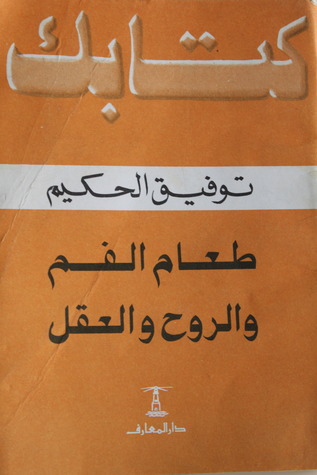 كتابك
توفيق الحكيم
طعام الفم
والروح والعقل
دار المعارف